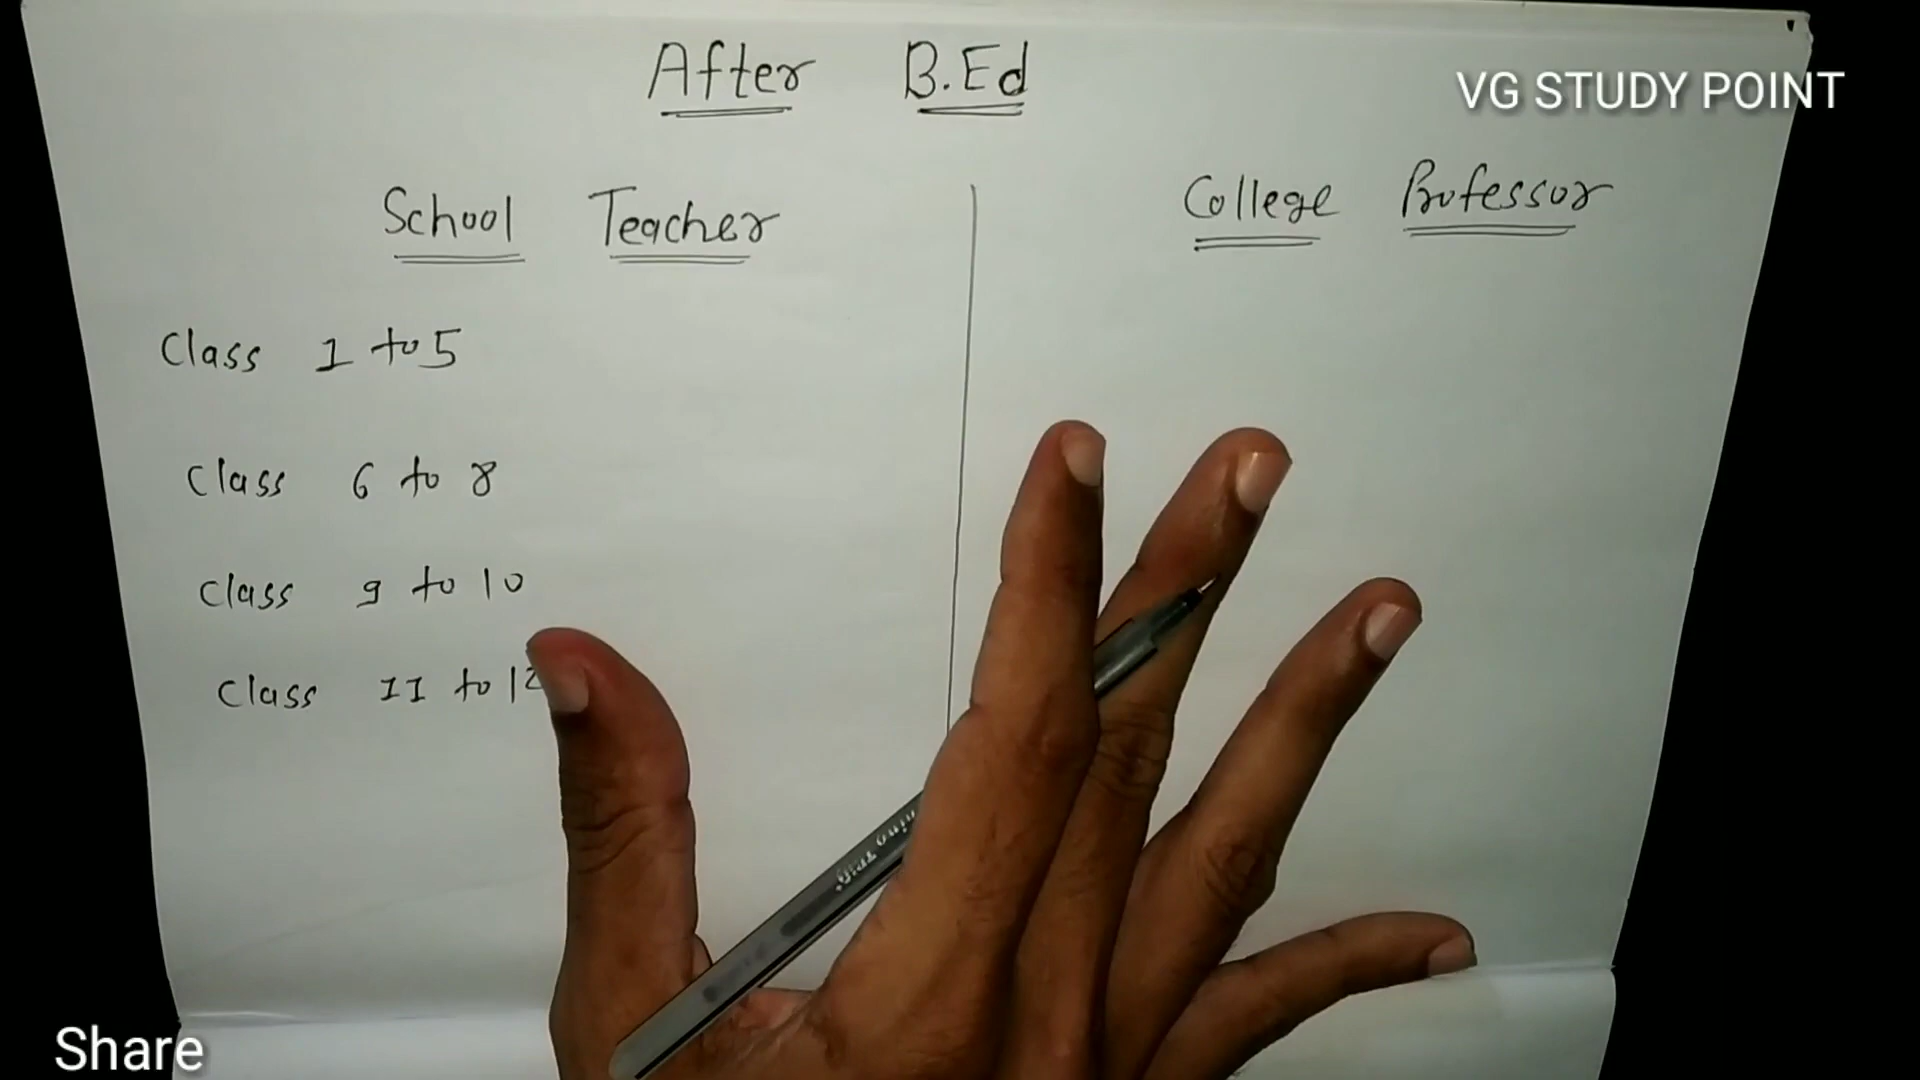 After B.Ed
VG STUDY POINT
School Teacher
College Professor
Class 1 to 5
Class 6 to 8
Class 9 to 10
Class 11 to 12
Share